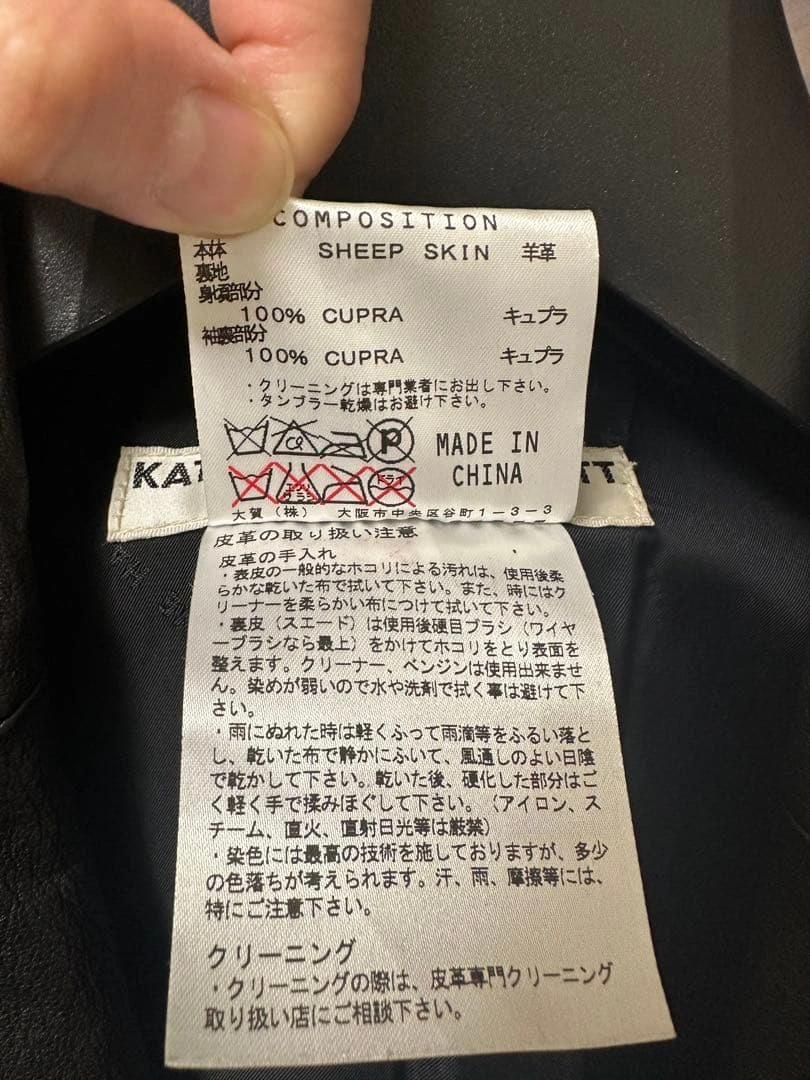 COMPOSITION
本体 SHEEP SKIN 羊革
裏地
身頃部分
100% CUPRA キュプラ
袖裏部分
100% CUPRA キュプラ
・クリーニングは専門業者にお出し下さい。
・タンブラー乾燥はお避け下さい。
P MADE IN
CHINA
エンソ
サラシ
ドライ
KAT
TT
大賀（株） 大阪市中央区谷町1-3-3
皮革の取り扱い注意
皮革の手入れ
・表皮の一般的なホコリによる汚れは、使用後柔
らかな乾いた布で拭いて下さい。また、時にはク
リーナーを柔らかい布につけて拭いて下さい。
・裏皮（スエード）は使用後硬目ブラシ（ワイヤ
ーブラシなら最上）をかけてホコリをとり表面を
整えます。クリーナー、ベンジンは使用出来ませ
ん。染めが弱いので水や洗剤で拭く事は避けて下
さい。
・雨にぬれた時は軽くふって雨滴等をふるい落と
し、乾いた布で静かにふいて、風通しのよい日陰
で乾かして下さい。乾いた後、硬化した部分はご
く軽く手で揉みほぐして下さい。（アイロン、ス
チーム、直火、直射日光等は厳禁）
・染色には最高の技術を施しておりますが、多少
の色落ちが考えられます。汗、雨、摩擦等には、
特にご注意下さい。
クリーニング
・クリーニングの際は、皮革専門クリーニング
取り扱い店にご相談下さい。